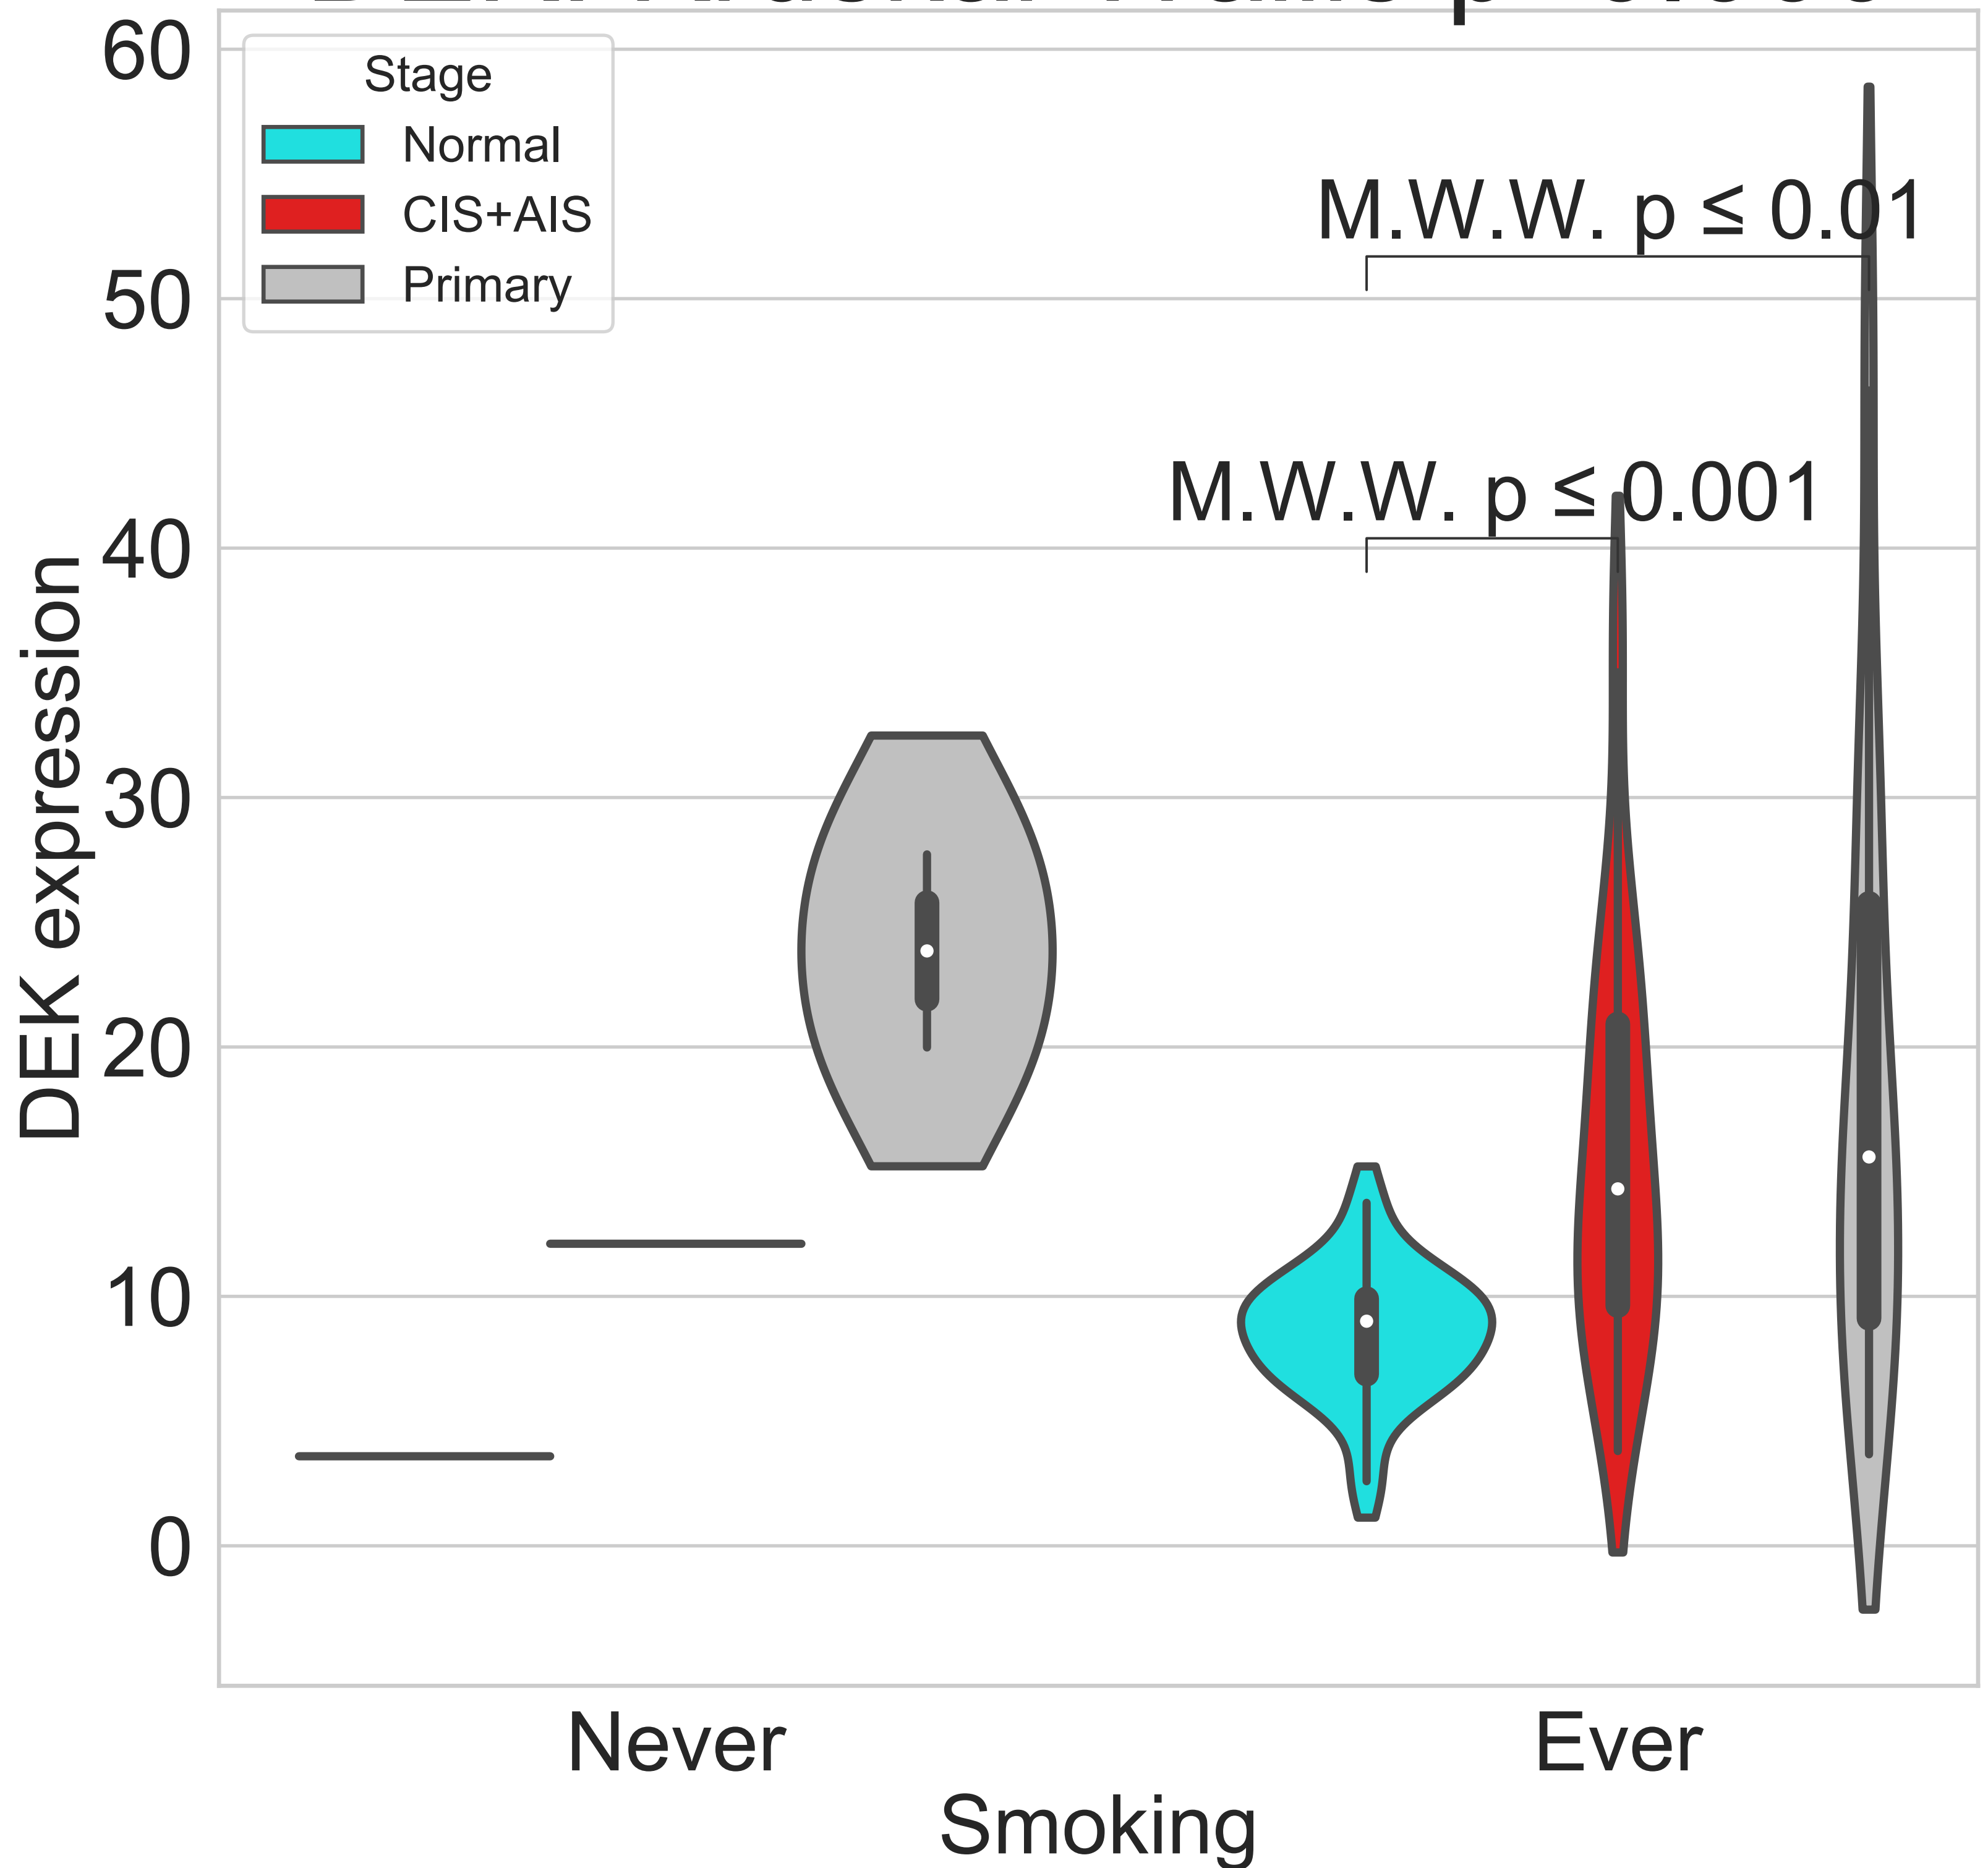 Stage
Normal
CIS+AIS
Primary
M.W.W. p ≤ 0.01
M.W.W. p ≤ 0.001
60
50
40
30
20
10
0
DEK expression
Never
Ever
Smoking